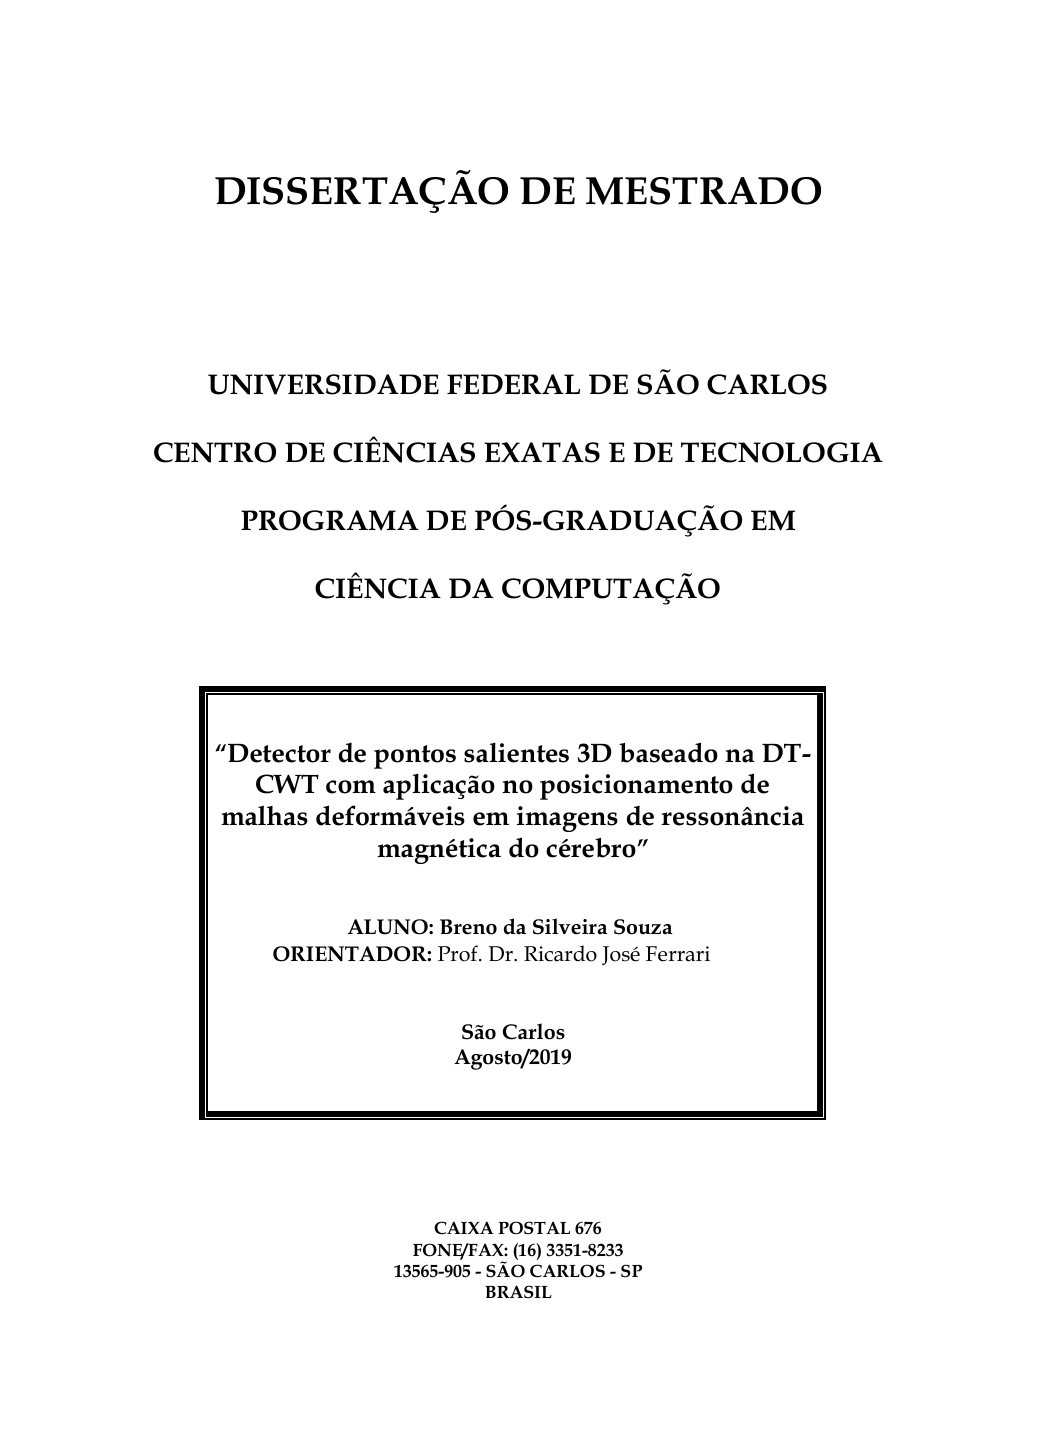 DISSERTAÇÃO DE MESTRADO
UNIVERSIDADE FEDERAL DE SÃO CARLOS
CENTRO DE CIÊNCIAS EXATAS E DE TECNOLOGIA
PROGRAMA DE PÓS-GRADUAÇÃO EM
CIÊNCIA DA COMPUTAÇÃO
“Detector de pontos salientes 3D baseado na DT-
CWT com aplicação no posicionamento de
malhas deformáveis em imagens de ressonância
magnética do cérebro”
ALUNO: Breno da Silveira Souza
ORIENTADOR: Prof. Dr. Ricardo José Ferrari
São Carlos
Agosto/2019
CAIXA POSTAL 676
FONE/FAX: (16) 3351-8233
13565-905 - SÃO CARLOS - SP
BRASIL